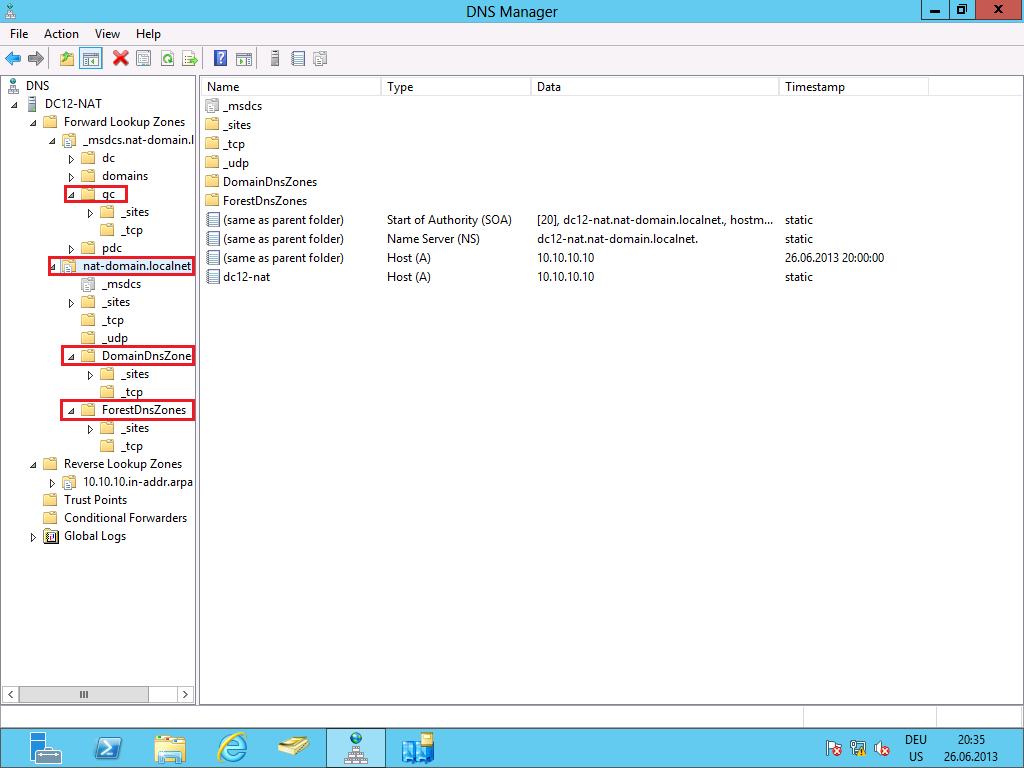 DNS Manager
File Action View Help
DNS
DC12-NAT
Forward Lookup Zones
_msdcs.nat-domain.l
dc
domains
gc
_sites
_tcp
pdc
nat-domain.localnet
_msdcs
_sites
_tcp
_udp
DomainDnsZone
_sites
_tcp
ForestDnsZones
_sites
_tcp
Reverse Lookup Zones
10.10.10.in-addr.arpa
Trust Points
Conditional Forwarders
Global Logs
Name Type Data Timestamp
_msdcs
_sites
_tcp
_udp
DomainDnsZones
ForestDnsZones
(same as parent folder) Start of Authority (SOA) [20], dc12-nat.nat-domain.localnet., hostm... static
(same as parent folder) Name Server (NS) dc12-nat.nat-domain.localnet. static
(same as parent folder) Host (A) 10.10.10.10 26.06.2013 20:00:00
dc12-nat Host (A) 10.10.10.10 static
DEU 20:35
US 26.06.2013